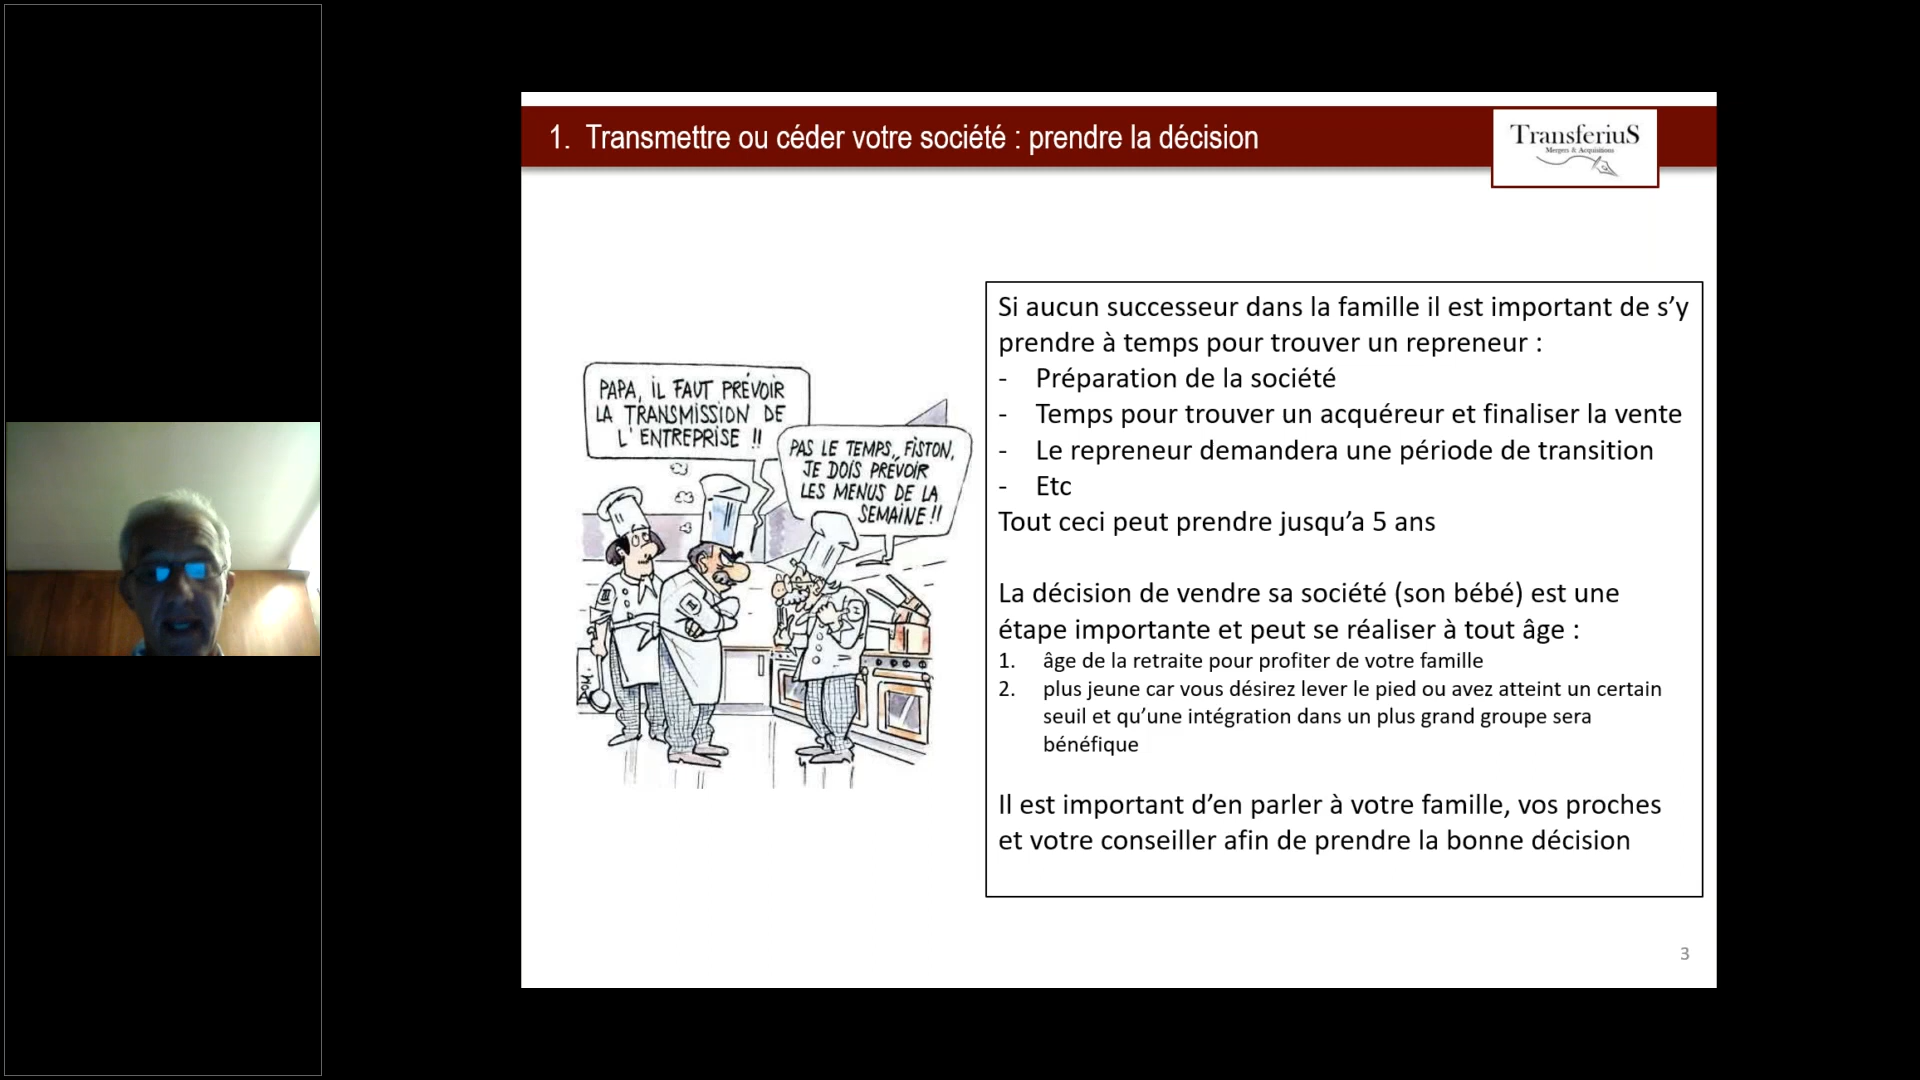 1. Transmettre ou céder votre société : prendre la décision
TransferiuS
Mergers & Acquisitions
PAPA, IL FAUT PRÉVOIR
LA TRANSMISSION DE
L'ENTREPRISE !!
PAS LE TEMPS, FISTON,
JE DOIS PRÉVOIR
LES MENUS DE LA
SEMAINE !!
DOM.
Si aucun successeur dans la famille il est important de s’y
prendre à temps pour trouver un repreneur :
- Préparation de la société
- Temps pour trouver un acquéreur et finaliser la vente
- Le repreneur demandera une période de transition
- Etc
Tout ceci peut prendre jusqu’a 5 ans
La décision de vendre sa société (son bébé) est une
étape importante et peut se réaliser à tout âge :
1. âge de la retraite pour profiter de votre famille
2. plus jeune car vous désirez lever le pied ou avez atteint un certain
seuil et qu’une intégration dans un plus grand groupe sera
bénéfique
Il est important d’en parler à votre famille, vos proches
et votre conseiller afin de prendre la bonne décision
3